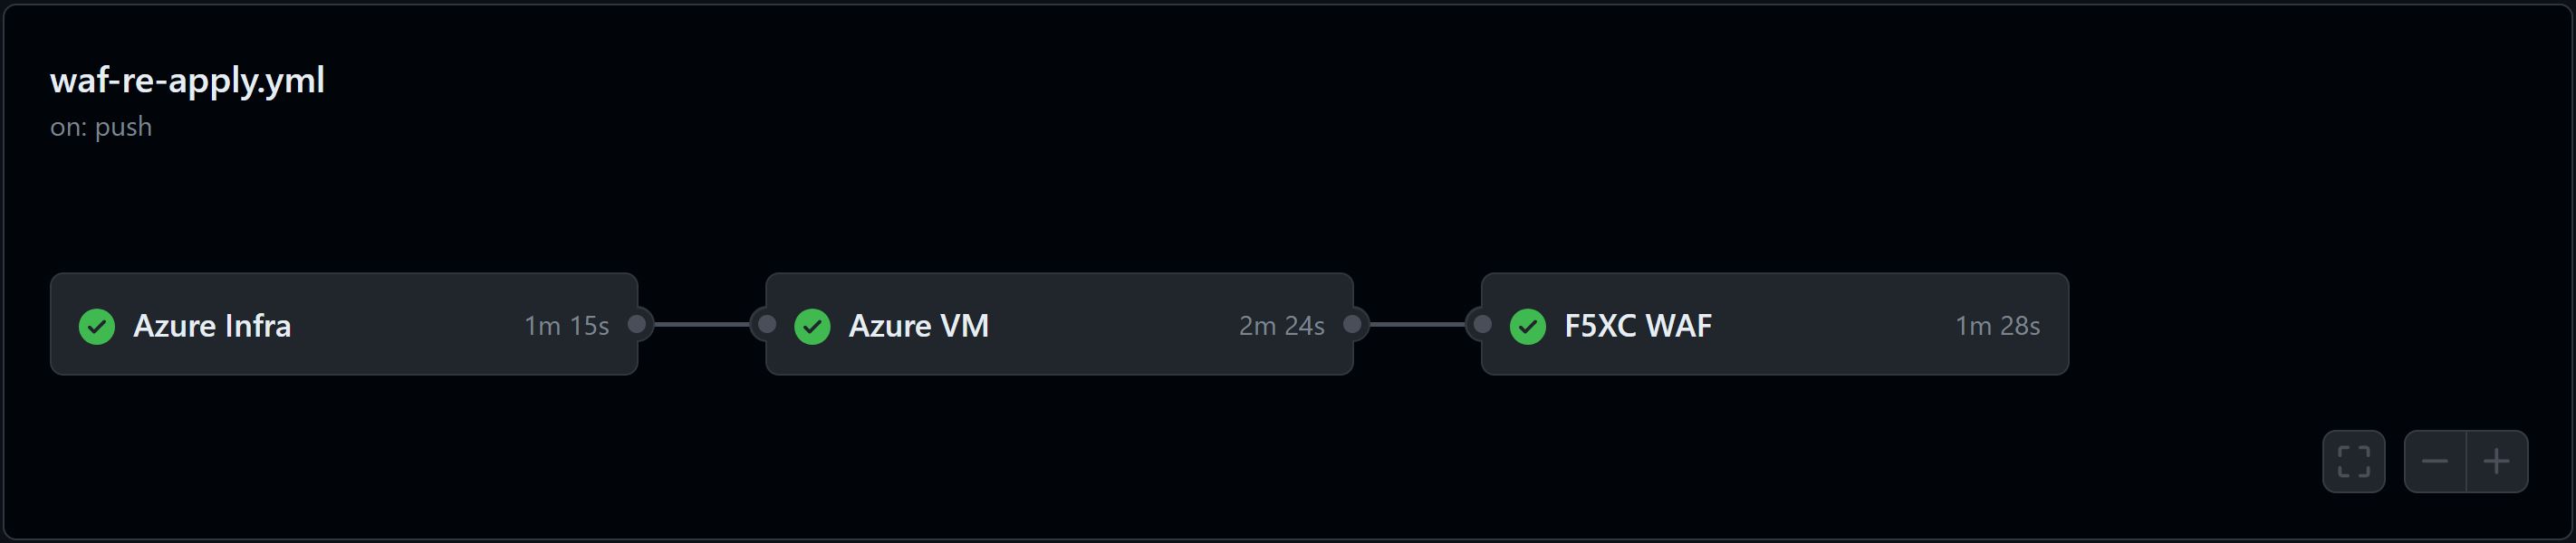 waf-re-apply.yml
on: push
Azure Infra 1m 15s
Azure VM 2m 24s
F5XC WAF 1m 28s